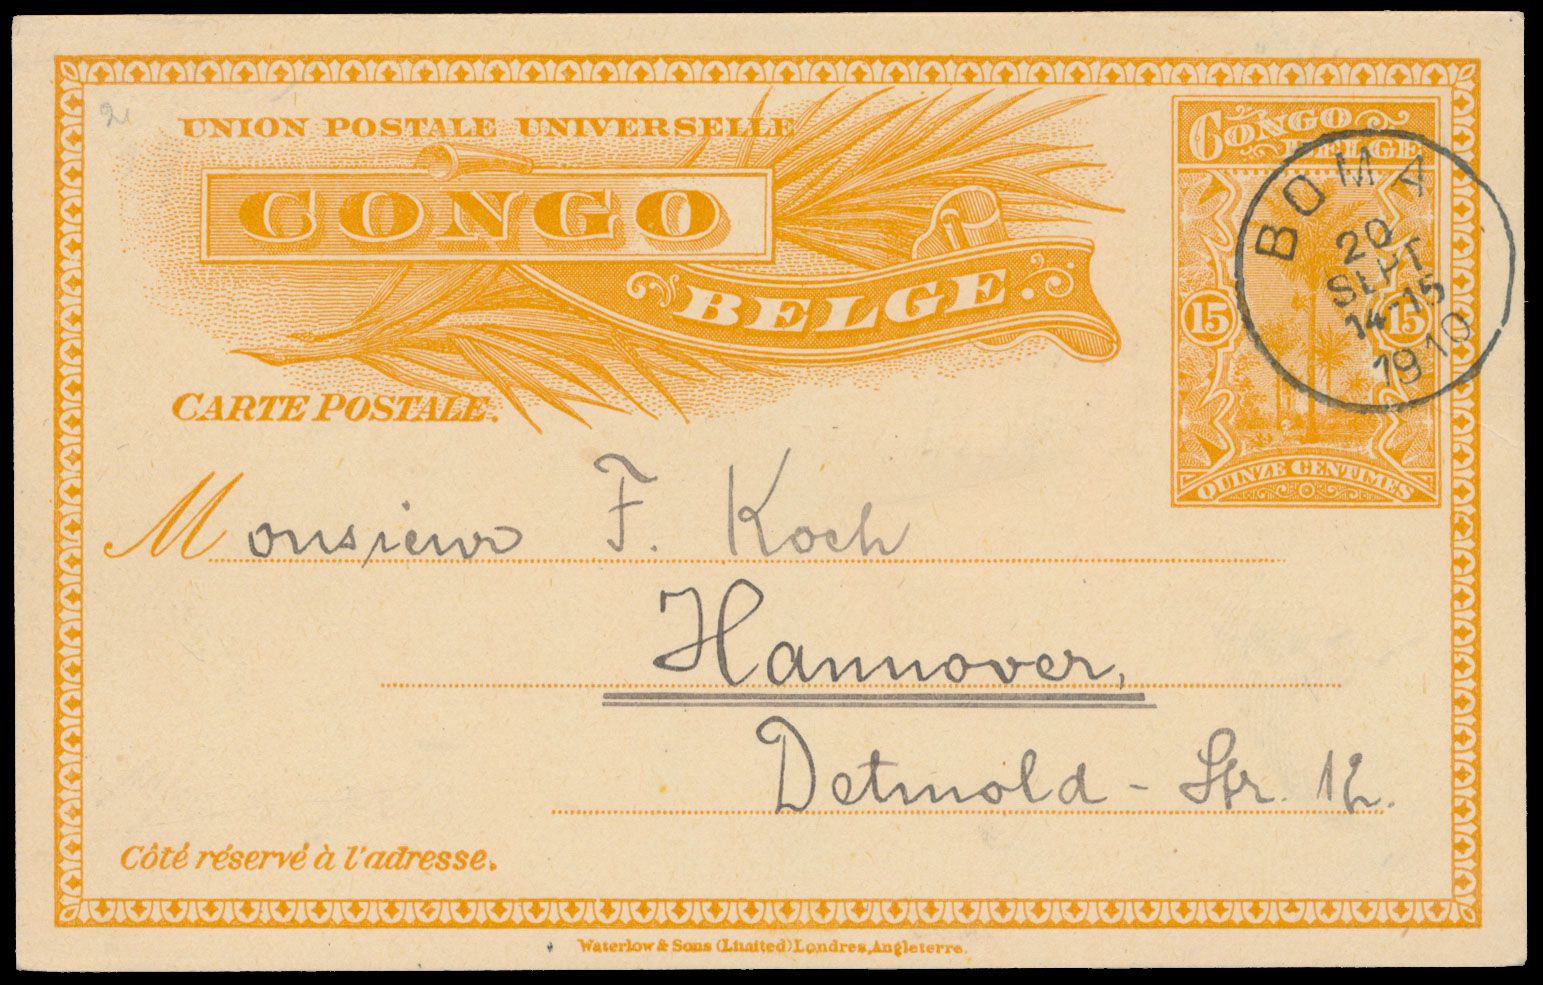 UNION POSTALE UNIVERSELLE
CONGO
BELGE.
CARTE POSTALE.
CONGO
BELGE
15 15
QUINZE CENTIMES
BOMA
20
SEPT
14-15
1910
Monsieur F. Koch
Hannover,
Detmold-Str. 12.
Côté réservé à l'adresse.
Waterlow & Sons (Limited) Londres, Angleterre.